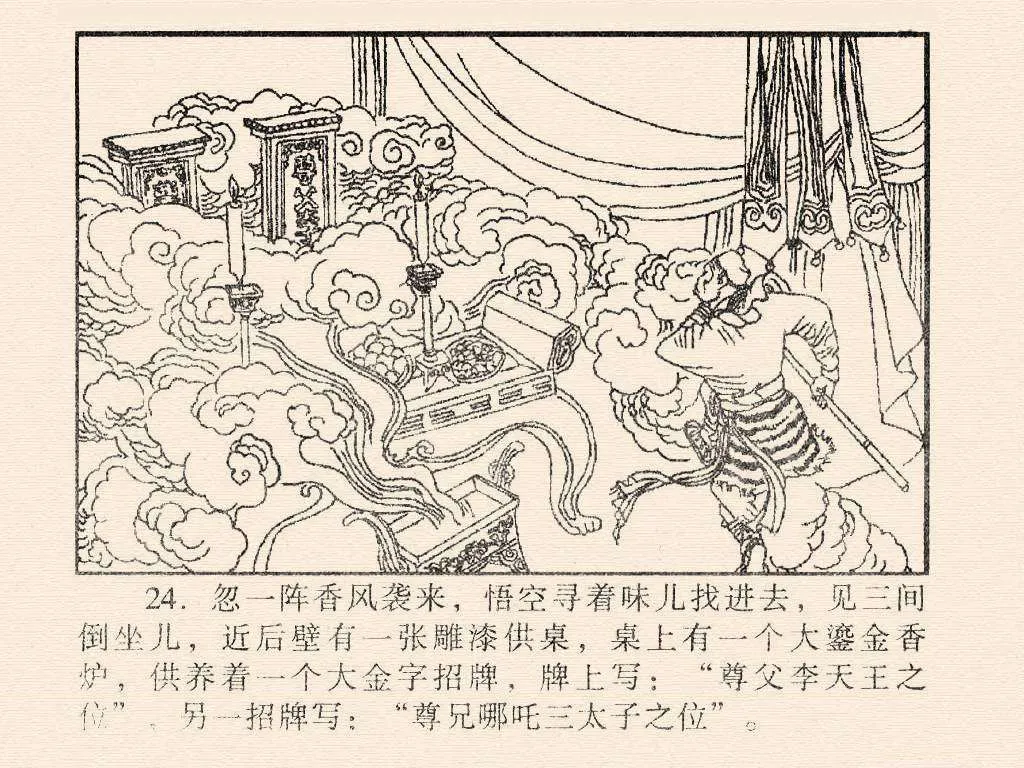 24. 忽一阵香风袭来，悟空寻着味儿找进去，见三间
倒坐儿，近后壁有一张雕漆供桌，桌上有一个大鎏金香
炉，供养着一个大金字招牌，牌上写：“尊父李天王之
位”，另一招牌写：“尊兄哪吒三太子之位”。